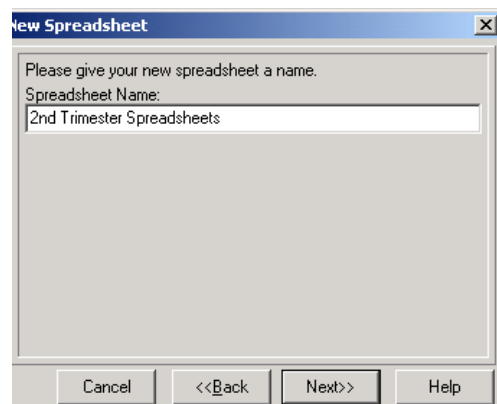 New Spreadsheet
Please give your new spreadsheet a name.
Spreadsheet Name:
2nd Trimester Spreadsheets
Cancel
<<Back
Next>>
Help